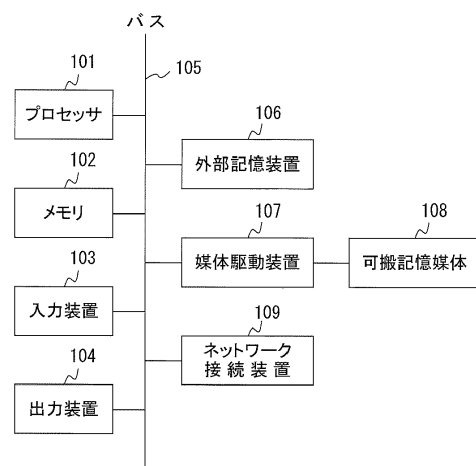 バス
105
101
プロセッサ
106
外部記憶装置
102
メモリ
107
媒体駆動装置
108
可搬記憶媒体
103
入力装置
109
ネットワーク
接続装置
104
出力装置